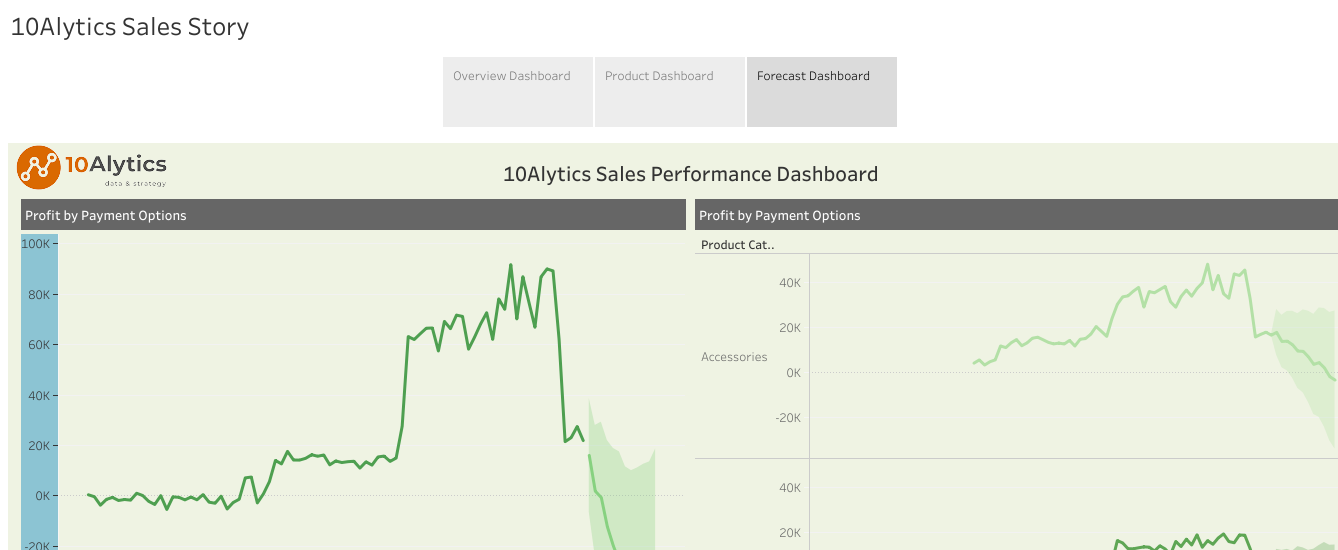 10Alytics Sales Story
Overview Dashboard
Product Dashboard
Forecast Dashboard
10Alytics
data & strategy
10Alytics Sales Performance Dashboard
Profit by Payment Options
100K
80K
60K
40K
20K
0K
-20K
Profit by Payment Options
Product Cat..
Accessories
40K
20K
0K
-20K
40K
20K